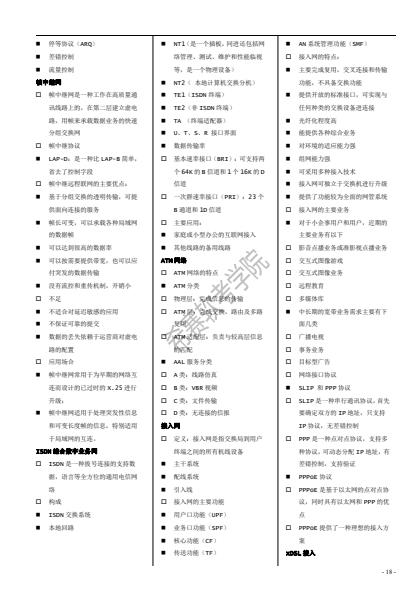 ■ 停等协议（ARQ）
■ 差错控制
■ 流量控制
帧中继网
□ 帧中继网是一种工作在高质量通
讯线路上的，在第二层建立虚电
路，用帧来承载数据业务的快速
分组交换网
□ 帧中继协议
■ LAP-D：是一种比 LAP-B 简单，
省去了控制字段
□ 帧中继远程联网的主要优点：
■ 基于分组交换的透明传输，可提
供面向连接的服务
■ 帧长可变，可以承载各种局域网
的数据帧
■ 可以达到很高的数据率
■ 可以按需要提供带宽，也可以应
付突发的数据传输
■ 没有流控和重传机制，开销小
□ 不足
■ 不适合对延迟敏感的应用
■ 不保证可靠的提交
■ 数据的丢失依赖于运营商对虚电
路的配置
□ 应用场合
■ 帧中继网常用于为早期的网络互
连而设计的已过时的 X.25 进行
升级；
■ 帧中继网适用于处理突发性信息
和可变长度帧的信息，特别适用
于局域网的互连。
ISDN 综合数字业务网
□ ISDN 是一种拨号连接的支持数
据，语言等全方位的通用电信网
络
□ 构成
■ ISDN 交换系统
■ 本地回路
■ NT1（是一个插板，同进运包括网
络管理、测试、维护和性能监视
等，是一个物理设备）
■ NT2（ 本地计算机交换分机）
■ TE1（ISDN 终端）
■ TE2（非 ISDN 终端）
■ TA （终端适配器）
■ U、T、S、R 接口界面
■ 数据传输率
□ 基本速率接口（BRI）：可支持两
个 64K 的 B 信道和 1 个 16K 的 D
信道
□ 一次群速率接口（PRI）：23 个
B 通道和 1D 信道
□ 主要应用：
■ 家庭或小型办公的互联网接入
■ 其他线路的备用线路
ATM 网络
□ ATM 网络的特点
■ ATM 分类
□ 物理层：完成信息的传输
□ ATM 层：完成交换、路由及多路
复用
□ ATM 适配层：负责与较高层信息
的匹配
■ AAL 服务分类
□ A 类：线路仿真
□ B 类：VBR 视频
□ C 类：文件传输
□ D 类：无连接的信报
接入网
□ 定义：接入网是指交换局到用户
终端之间的所有机线设备
■ 主干系统
■ 配线系统
■ 引入线
□ 接入网的主要功能
■ 用户口功能（UPF）
■ 业务口功能（SPF）
■ 核心功能（CF）
■ 传送功能（TF）
■ AN 系统管理功能（SMF）
□ 接入网的特点：
■ 主要完成复用、交叉连接和传输
功能，不具备交换功能
■ 提供开放的标准接口，可实现与
任何种类的交换设备进连接
■ 光纤化程度高
■ 能提供各种综合业务
■ 对环境的适应能力强
■ 组网能力强
■ 可采用多种接入技术
■ 接入网可独立于交换机进行升级
■ 提供了功能较为全面的网管系统
□ 接入网的主要业务
■ 对于小企事用户和用户，近期的
主要业务有以下
□ 影音点播业务或准影视点播业务
□ 交互式图像游戏
□ 交互式图像业务
□ 远程教育
□ 多媒体库
■ 中长期的宽带业务需求主要有下
面几类
□ 广播电视
□ 事务业务
□ 目标型广告
□ 网络接口协议
■ SLIP 和 PPP 协议
□ SLIP 是一种串行通讯协议，首先
要确定双方的 IP 地址，只支持
IP 协议，无差错控制
□ PPP 是一种点对点协议，支持多
种协议，可动态分配 IP 地址，有
差错控制，支持验证
■ PPPoE 协议
□ PPPoE 是基于以太网的点对点协
议，同时具有以太网和 PPP 的优
点
□ PPPoE 提供了一种理想的接入方
案
xDSL 接入
希赛软考学院
- 18 -